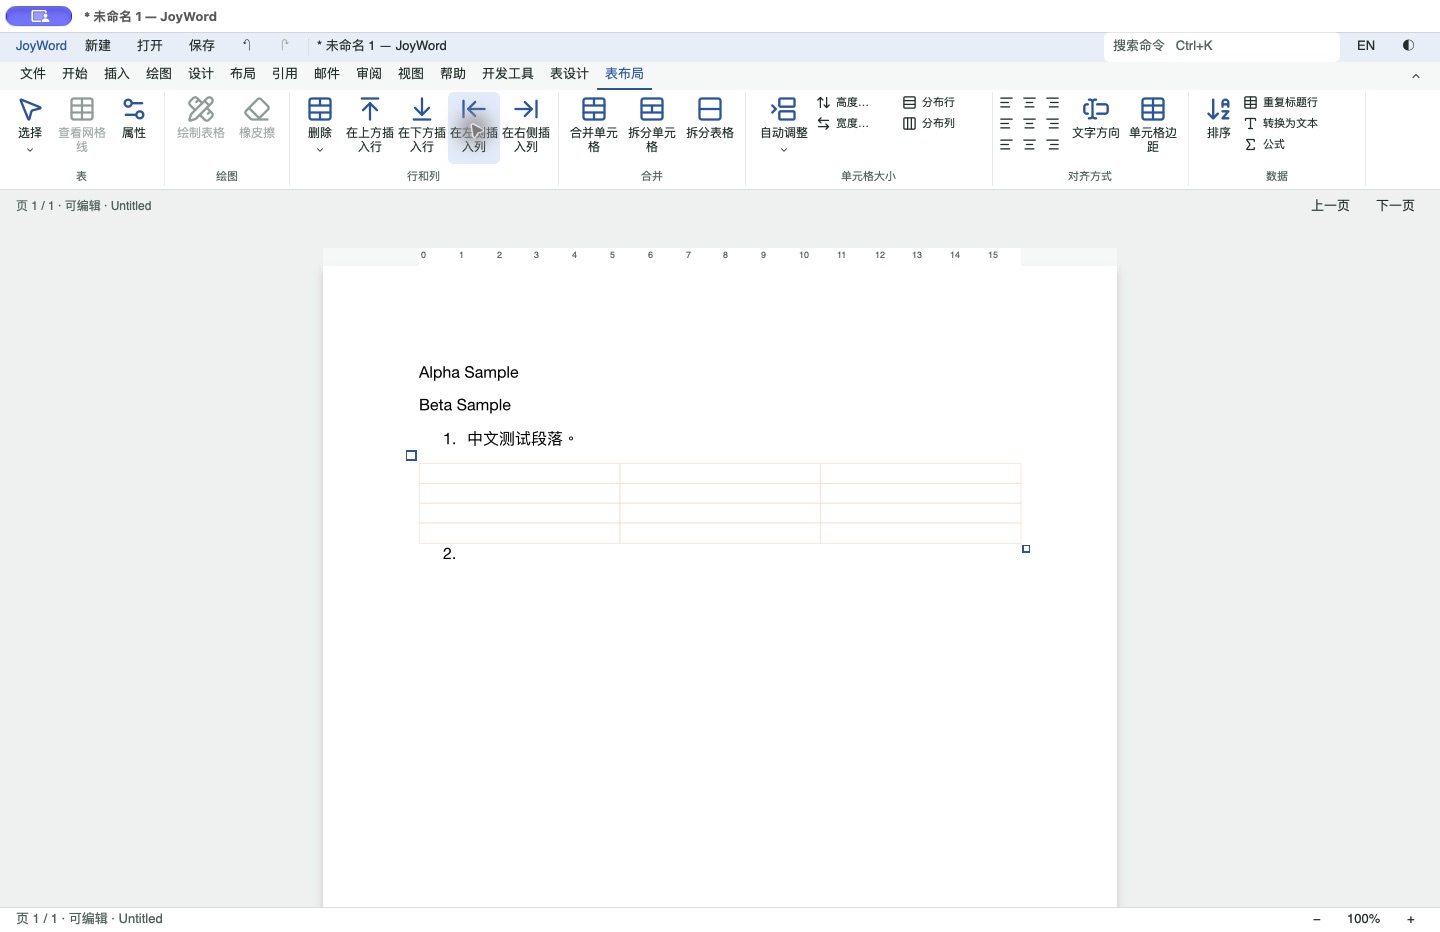 * 未命名 1 — JoyWord
JoyWord 新建 打开 保存 * 未命名 1 — JoyWord 搜索命令 Ctrl+K EN
文件 开始 插入 绘图 设计 布局 引用 邮件 审阅 视图 帮助 开发工具 表设计 表布局
选择
查看网格线
属性
表
绘制表格
橡皮擦
绘图
删除
在上方插入行
在下方插入行
在左侧插入列
在右侧插入列
行和列
合并单元格
拆分单元格
拆分表格
合并
自动调整
高度...
宽度...
分布行
分布列
单元格大小
文字方向
单元格边距
对齐方式
排序
重复标题行
转换为文本
公式
数据
页 1 / 1 · 可编辑 · Untitled 上一页 下一页
0 1 2 3 4 5 6 7 8 9 10 11 12 13 14 15
Alpha Sample
Beta Sample
1. 中文测试段落。
2.
页 1 / 1 · 可编辑 · Untitled − 100% +